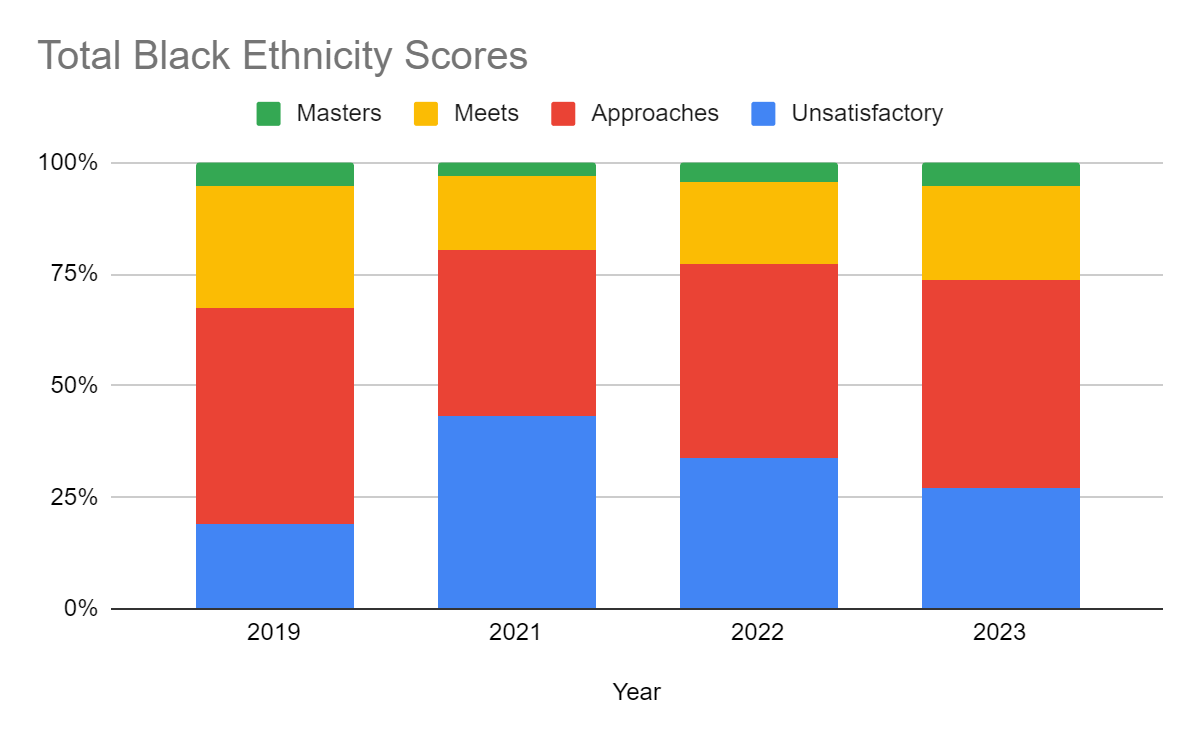 Total Black Ethnicity Scores
Masters Meets Approaches Unsatisfactory
100%
75%
50%
25%
0%
2019 2021 2022 2023
Year